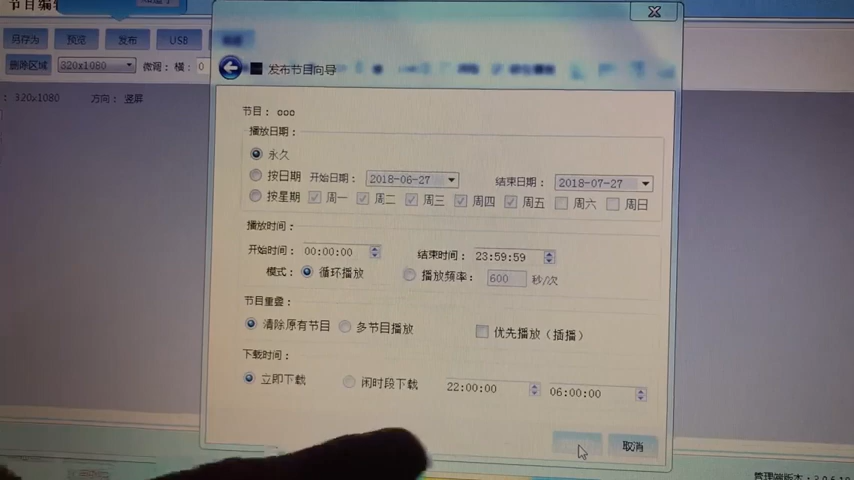 节目编辑
另存为 预览 发布 USB
删除区域 320x1080 微调：横： 0
320x1080 方向： 竖屏
发布节目向导
节目： ooo
播放日期：
永久
按日期 开始日期： 2018-06-27 结束日期： 2018-07-27
按星期 周一 周二 周三 周四 周五 周六 周日
播放时间：
开始时间： 00:00:00 结束时间： 23:59:59
模式： 循环播放 播放频率： 600 秒/次
节目重叠：
清除原有节目 多节目播放 优先播放（插播）
下载时间：
立即下载 闲时段下载 22:00:00 06:00:00
取消
管理端版本：